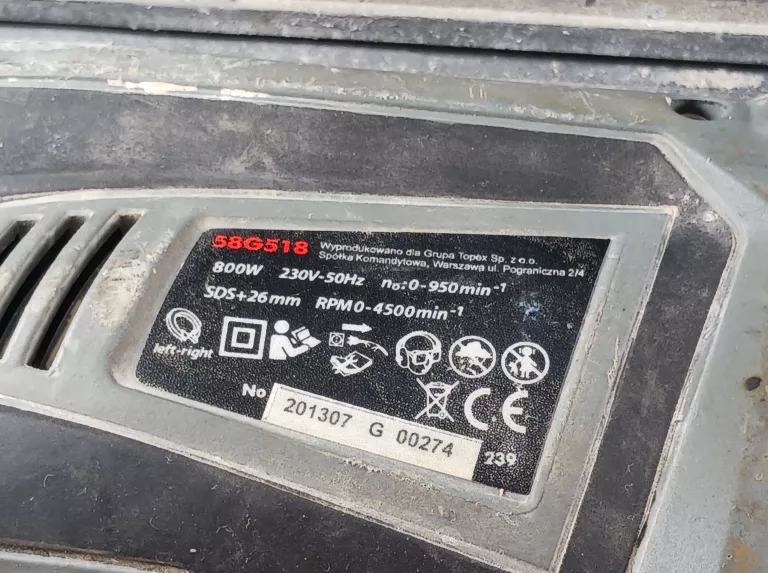 58G518 Wyprodukowano dla Grupa Topex Sp. z o.o.
Spółka Komandytowa, Warszawa ul. Pograniczna 2/4
800W 230V-50Hz n₀:0-950min⁻¹
SDS+26mm RPM0-4500min⁻¹
left-right
CE
No 201307 G 00274 239